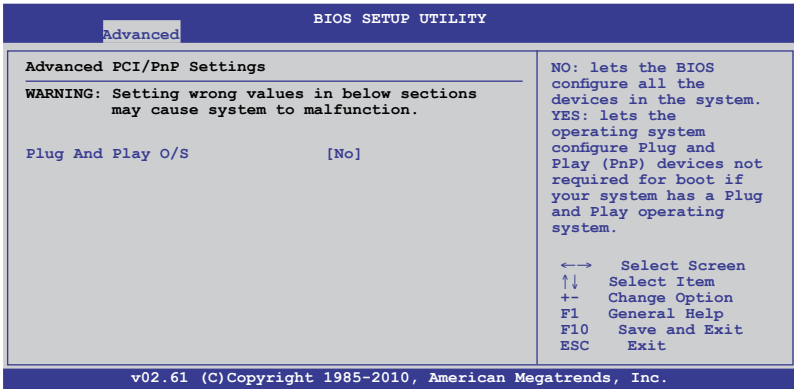 BIOS SETUP UTILITY
Advanced
Advanced PCI/PnP Settings
WARNING: Setting wrong values in below sections
may cause system to malfunction.
Plug And Play O/S [No]
NO: lets the BIOS
configure all the
devices in the system.
YES: lets the
operating system
configure Plug and
Play (PnP) devices not
required for boot if
your system has a Plug
and Play operating
system.
←→ Select Screen
↑↓ Select Item
+- Change Option
F1 General Help
F10 Save and Exit
ESC Exit
v02.61 (C)Copyright 1985-2010, American Megatrends, Inc.